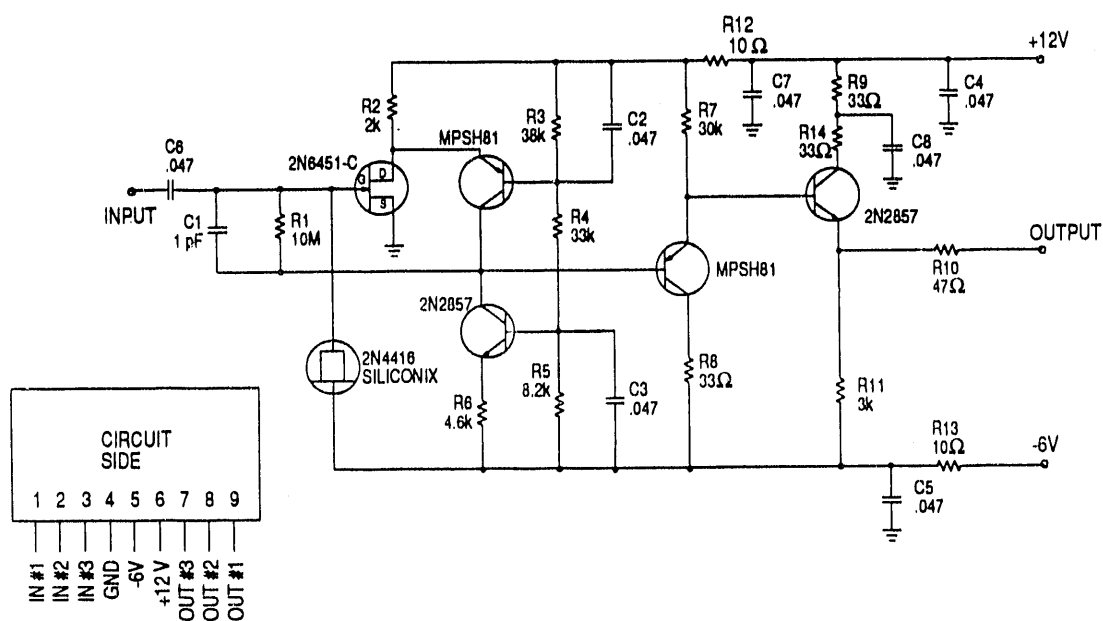 R12
10 Ω
+12V
R2
2k
R3
38k
C2
.047
R7
30k
C7
.047
R9
33Ω
C4
.047
MPSH81
R14
33Ω
C8
.047
C6
.047
2N6451-C
G
D
S
INPUT
C1
1 pF
R1
10M
R4
33k
2N2857
OUTPUT
R10
47Ω
MPSH81
2N2857
2N4416
SILICONIX
R5
8.2k
R6
4.6k
C3
.047
R8
33Ω
R11
3k
R13
10Ω
-6V
C5
.047
CIRCUIT
SIDE
1 2 3 4 5 6 7 8 9
IN #1
IN #2
IN #3
GND
-6V
+12 V
OUT #3
OUT #2
OUT #1